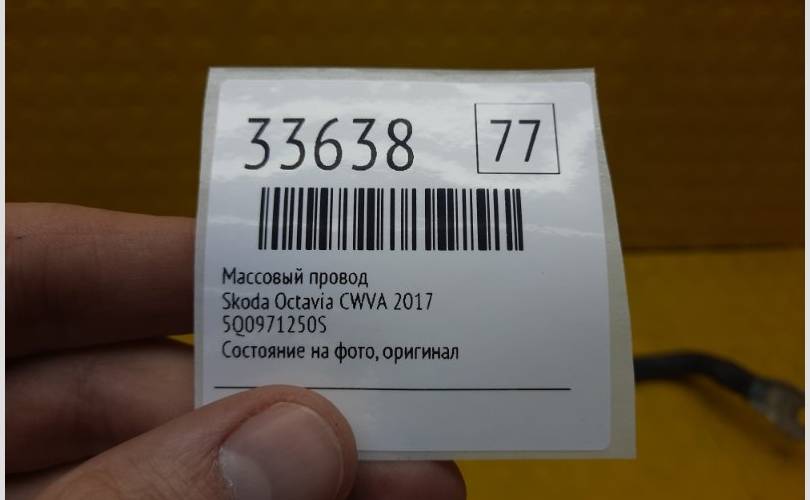 33638 77
Массовый провод
Skoda Octavia CWVA 2017
5Q0971250S
Состояние на фото, оригинал